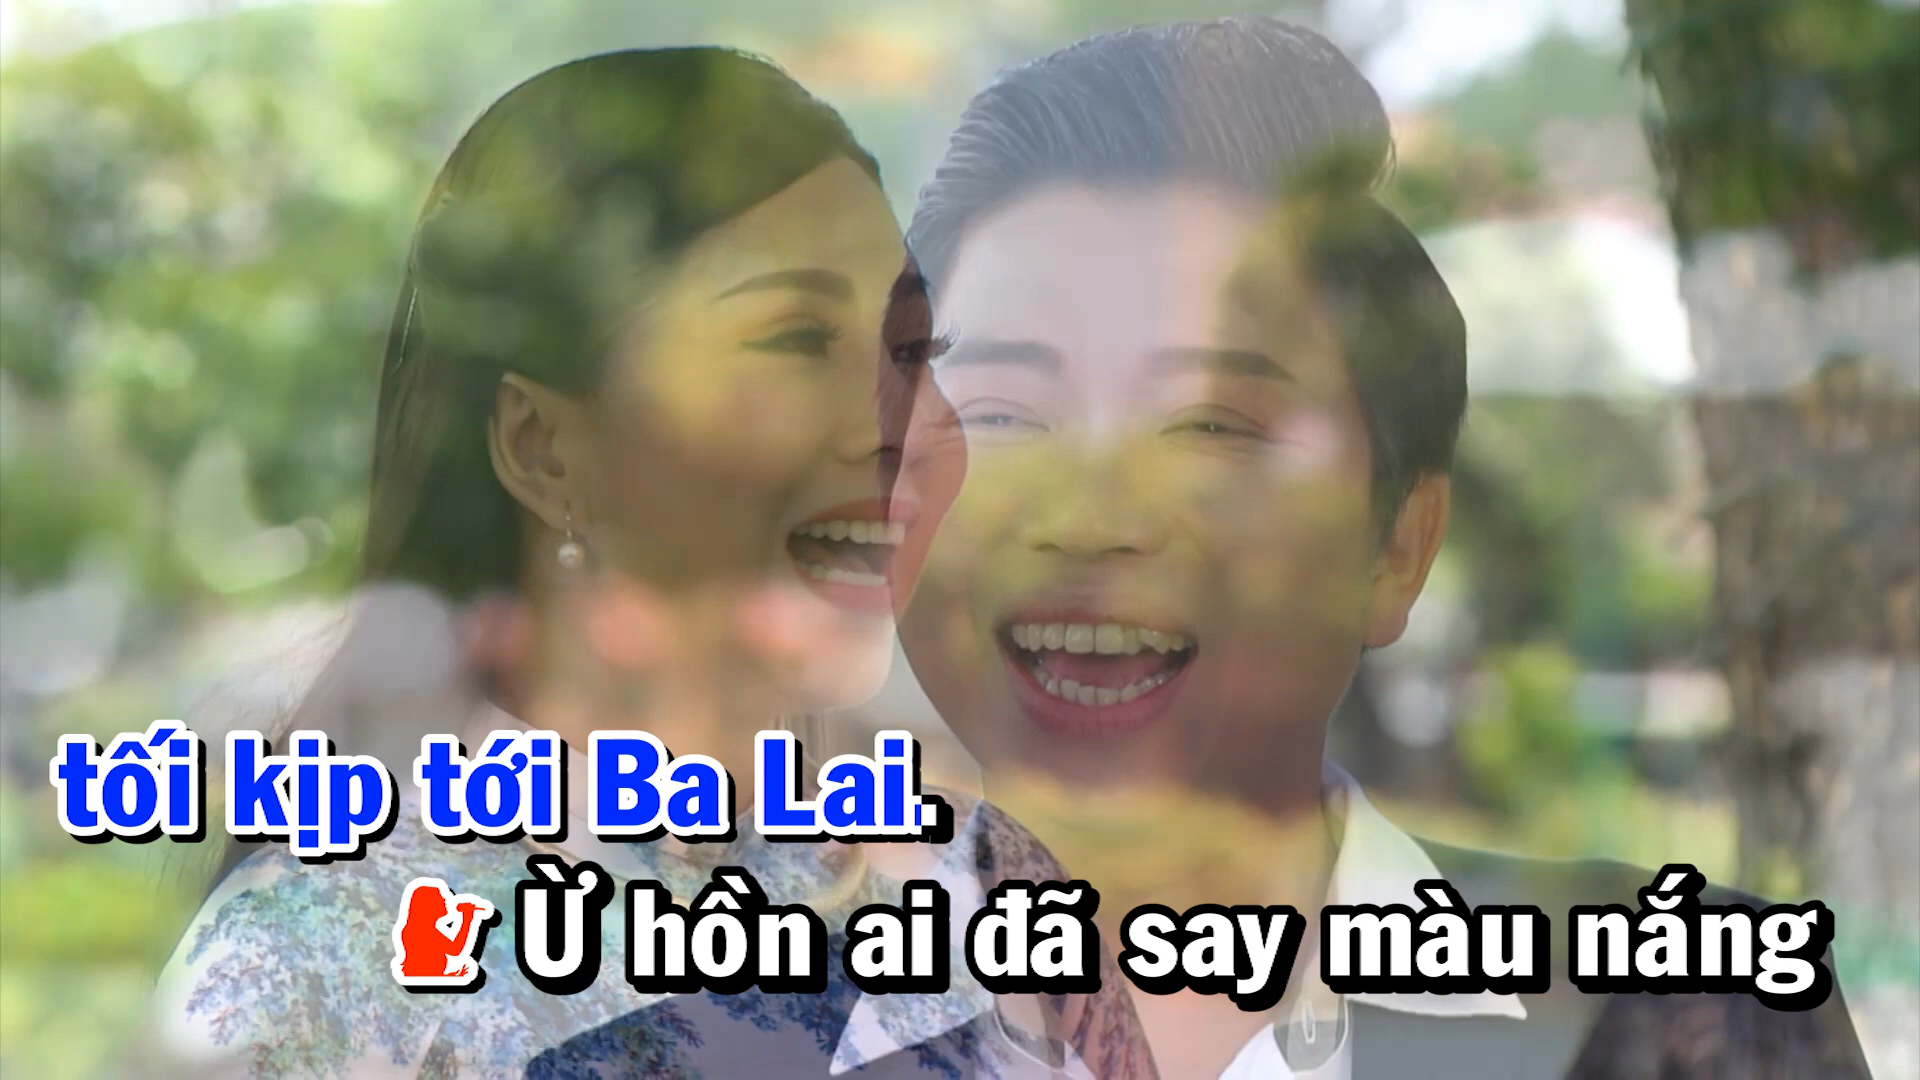 tối kịp tới Ba Lai.
Ừ hồn ai đã say màu nắng